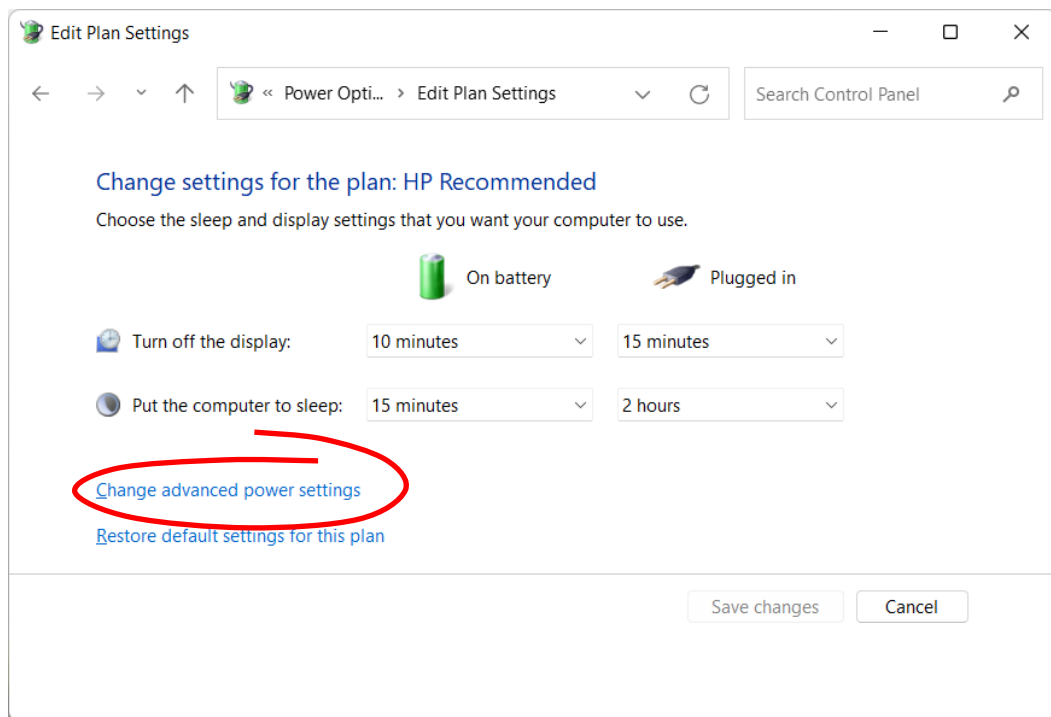 Edit Plan Settings
« Power Opti... > Edit Plan Settings
Search Control Panel
Change settings for the plan: HP Recommended
Choose the sleep and display settings that you want your computer to use.
On battery Plugged in
Turn off the display: 10 minutes 15 minutes
Put the computer to sleep: 15 minutes 2 hours
Change advanced power settings
Restore default settings for this plan
Save changes Cancel